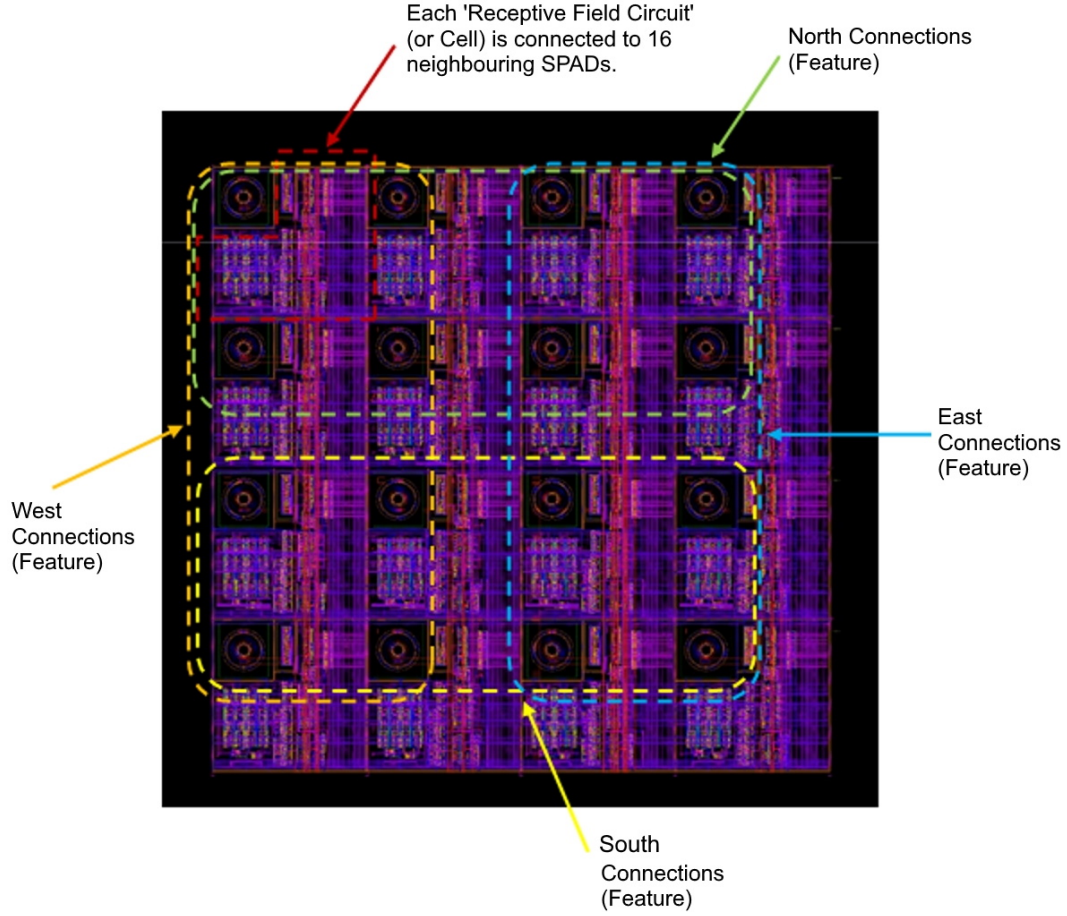 Each 'Receptive Field Circuit'
(or Cell) is connected to 16
neighbouring SPADs.
North Connections
(Feature)
East
Connections
(Feature)
West
Connections
(Feature)
South
Connections
(Feature)